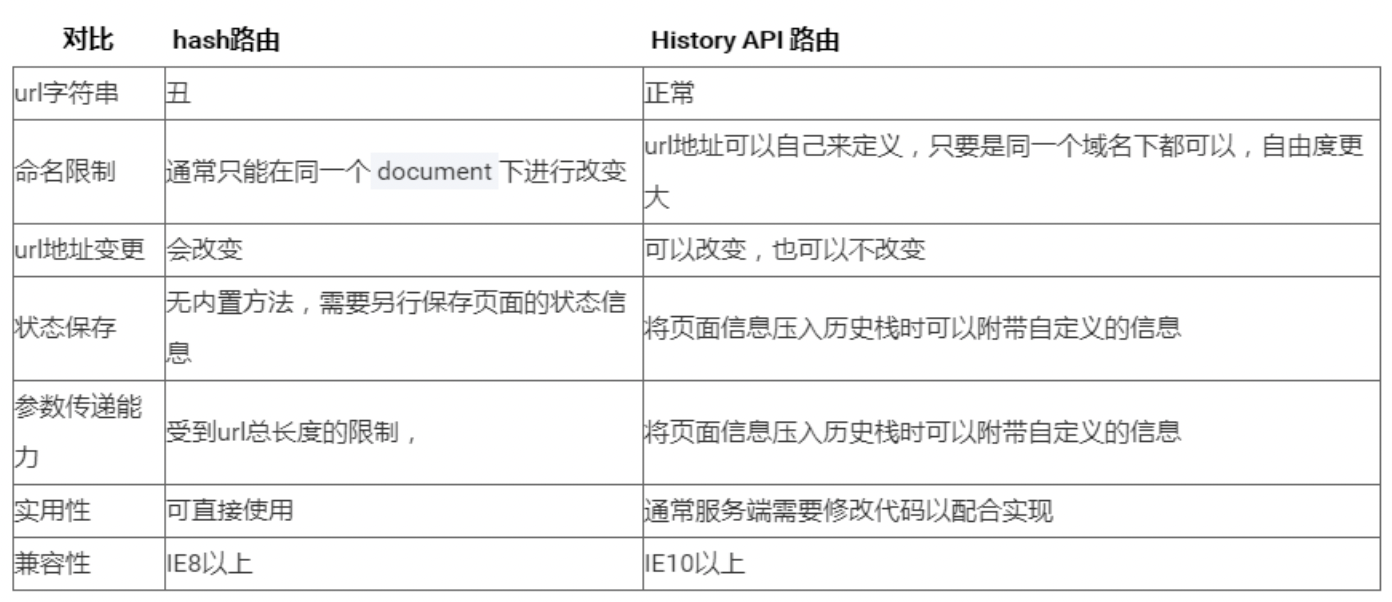 对比 hash路由 History API 路由
url字符串 丑 正常
命名限制 通常只能在同一个 document 下进行改变 url地址可以自己来定义，只要是同一个域名下都可以，自由度更
大
url地址变更 会改变 可以改变，也可以不改变
状态保存 无内置方法，需要另行保存页面的状态信
息 将页面信息压入历史栈时可以附带自定义的信息
参数传递能
力 受到url总长度的限制， 将页面信息压入历史栈时可以附带自定义的信息
实用性 可直接使用 通常服务端需要修改代码以配合实现
兼容性 IE8以上 IE10以上